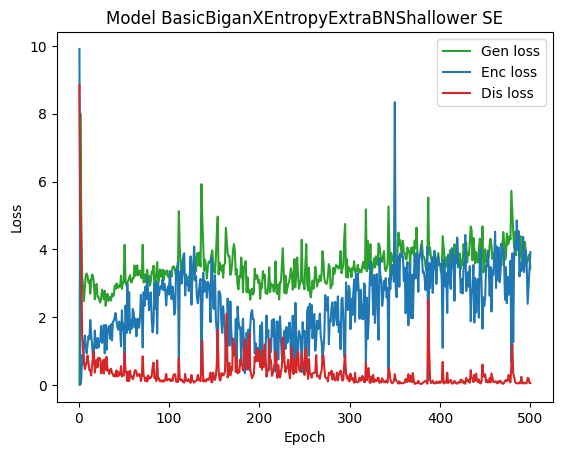 Model BasicBiganXEntropyExtraBNShallower SE
Gen loss
Enc loss
Dis loss
10
8
6
4
2
0
Loss
0 100 200 300 400 500
Epoch